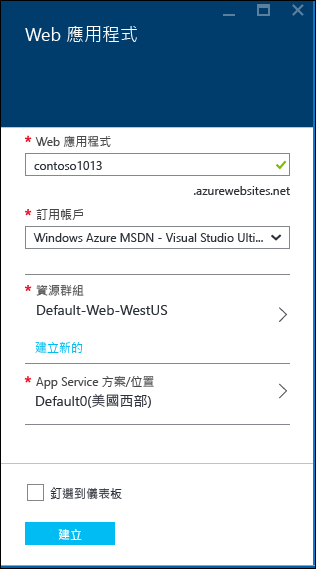 Web 應用程式
* Web 應用程式
contoso1013
.azurewebsites.net
* 訂用帳戶
Windows Azure MSDN - Visual Studio Ulti...
* 資源群組
Default-Web-WestUS
建立新的
* App Service 方案/位置
Default0(美國西部)
釘選到儀表板
建立